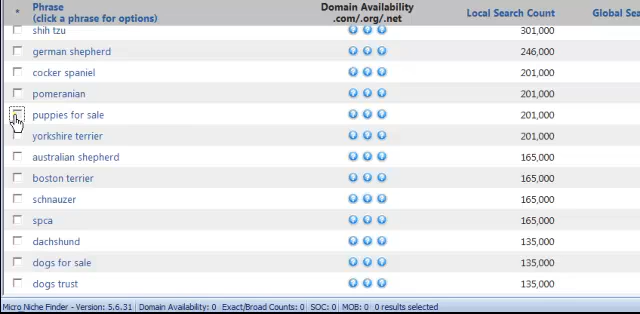 * Phrase (click a phrase for options) Domain Availability .com/.org/.net Local Search Count Global Sea
shih tzu 301,000
german shepherd 246,000
cocker spaniel 201,000
pomeranian 201,000
puppies for sale 201,000
yorkshire terrier 201,000
australian shepherd 165,000
boston terrier 165,000
schnauzer 165,000
spca 165,000
dachshund 135,000
dogs for sale 135,000
dogs trust 135,000
Micro Niche Finder - Version: 5.6.31 Domain Availability: 0 Exact/Broad Counts: 0 SOC: 0 MOB: 0 0 results selected